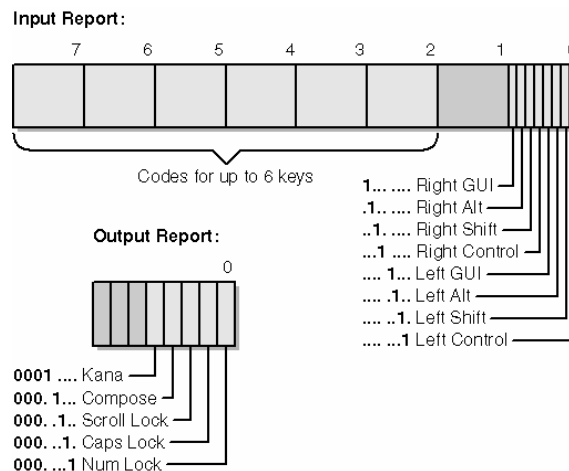 Input Report:
7 6 5 4 3 2 1
Codes for up to 6 keys
1... .... Right GUI
.1.. .... Right Alt
..1. .... Right Shift
...1 .... Right Control
.... 1... Left GUI
.... .1.. Left Alt
.... ..1. Left Shift
.... ...1 Left Control
Output Report:
0
0001 .... Kana
000. 1... Compose
000. .1.. Scroll Lock
000. ..1. Caps Lock
000. ...1 Num Lock